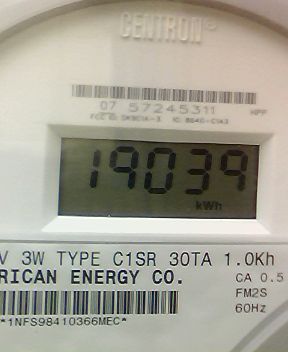 CENTRON®
07 57245311
19039
kWh
V 3W TYPE C1SR 30TA 1.0Kh
RICAN ENERGY CO.
CA 0.5
FM2S
60Hz
*1NFS98410366MEC*